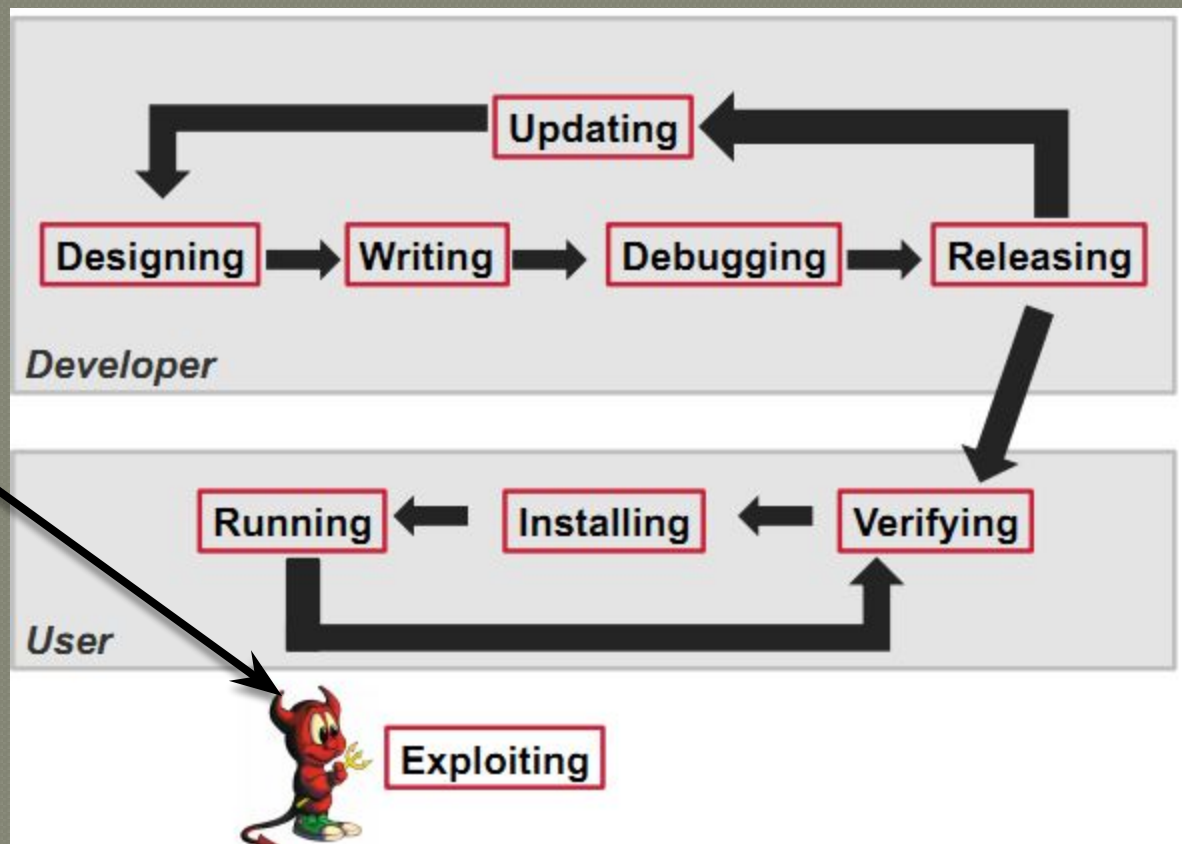 Updating
Designing
Writing
Debugging
Releasing
Developer
Running
Installing
Verifying
User
Exploiting